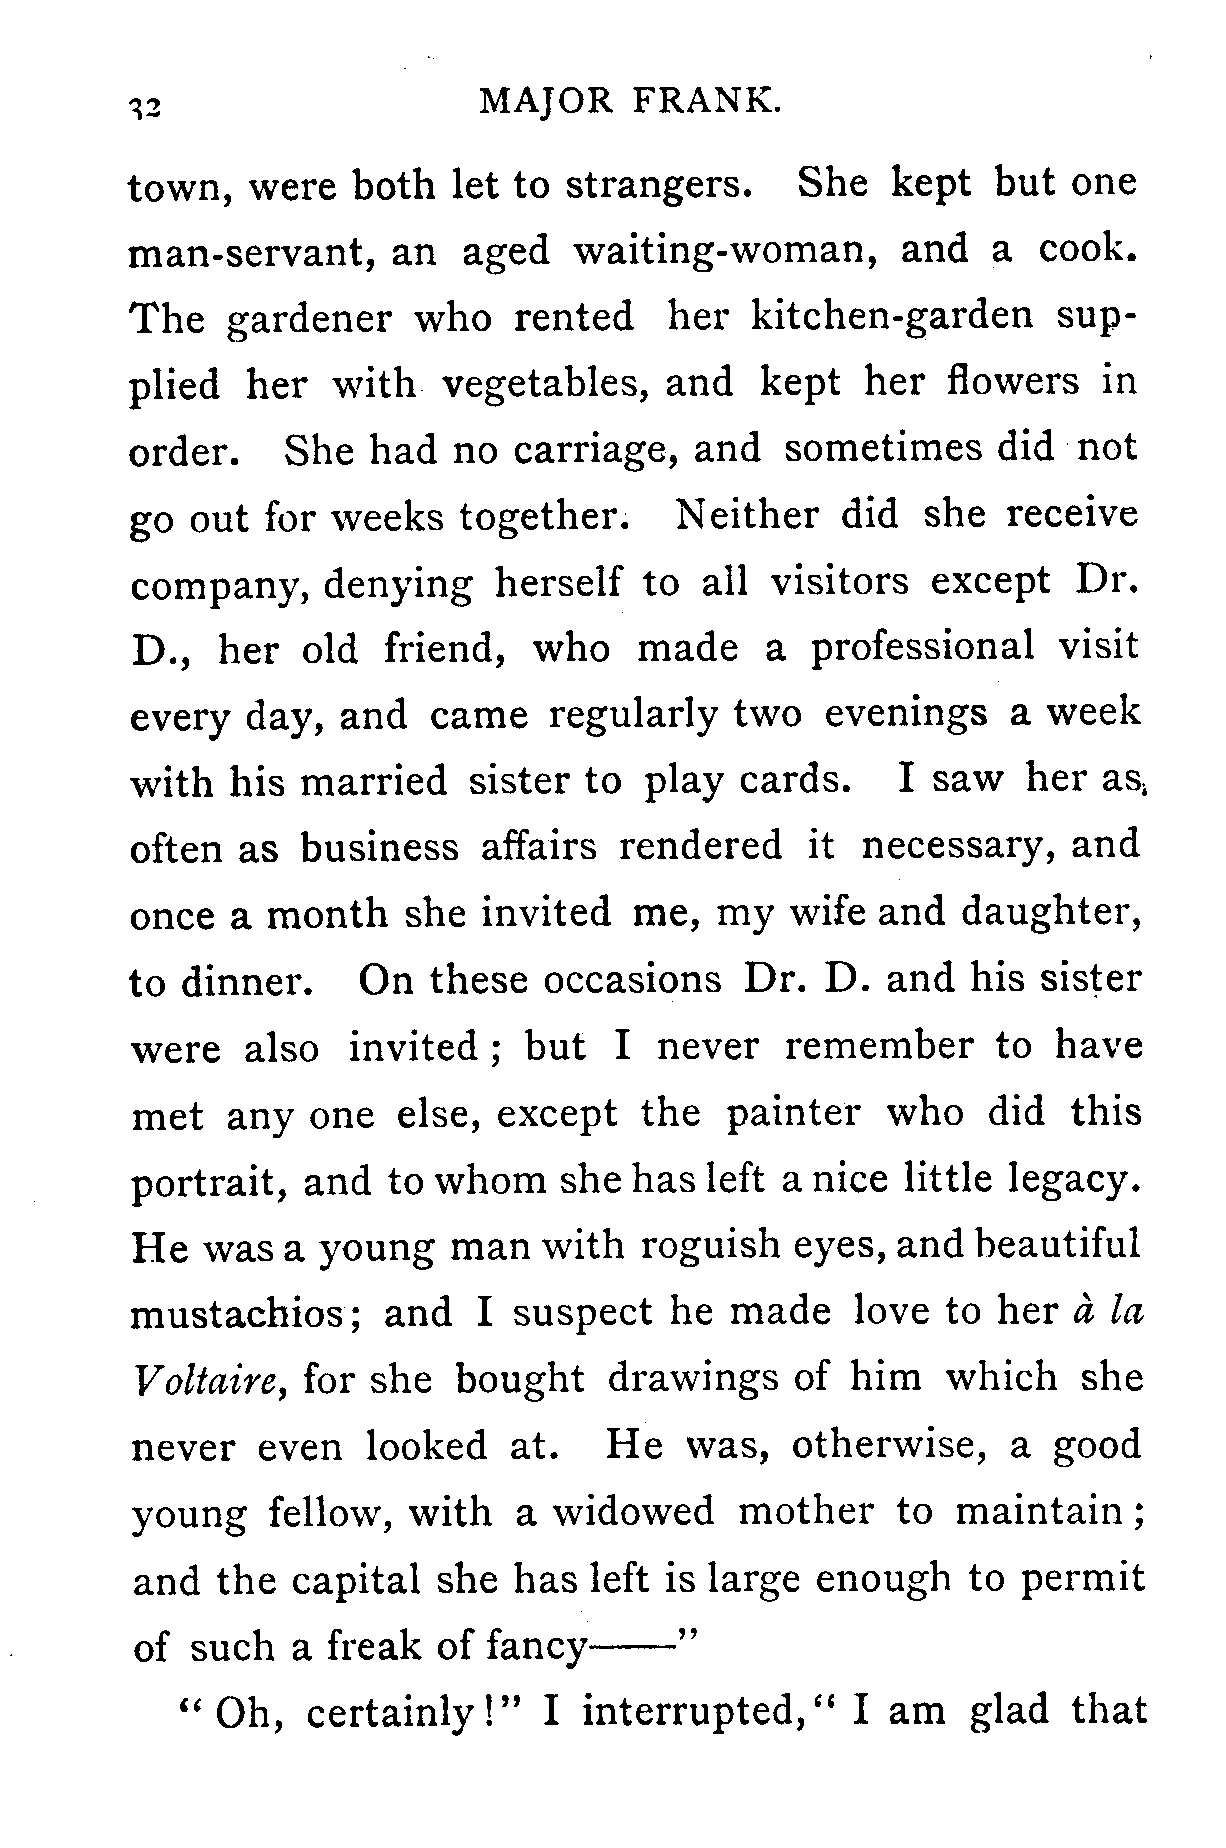 32 MAJOR FRANK.
town, were both let to strangers. She kept but one
man-servant, an aged waiting-woman, and a cook.
The gardener who rented her kitchen-garden sup-
plied her with vegetables, and kept her flowers in
order. She had no carriage, and sometimes did not
go out for weeks together. Neither did she receive
company, denying herself to all visitors except Dr.
D., her old friend, who made a professional visit
every day, and came regularly two evenings a week
with his married sister to play cards. I saw her as
often as business affairs rendered it necessary, and
once a month she invited me, my wife and daughter,
to dinner. On these occasions Dr. D. and his sister
were also invited ; but I never remember to have
met any one else, except the painter who did this
portrait, and to whom she has left a nice little legacy.
He was a young man with roguish eyes, and beautiful
mustachios ; and I suspect he made love to her à la
Voltaire, for she bought drawings of him which she
never even looked at. He was, otherwise, a good
young fellow, with a widowed mother to maintain ;
and the capital she has left is large enough to permit
of such a freak of fancy——"
" Oh, certainly !" I interrupted, " I am glad that